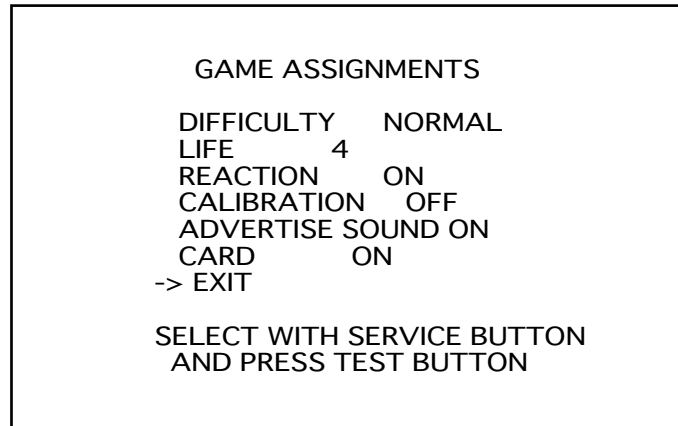 GAME ASSIGNMENTS
DIFFICULTY NORMAL
LIFE 4
REACTION ON
CALIBRATION OFF
ADVERTISE SOUND ON
CARD ON
-> EXIT
SELECT WITH SERVICE BUTTON
AND PRESS TEST BUTTON